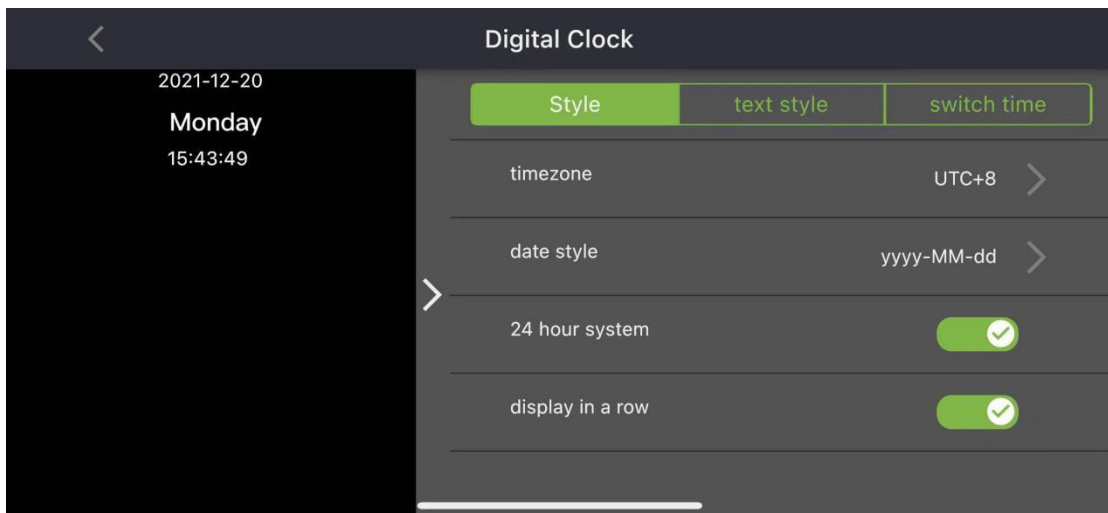 Digital Clock
2021-12-20
Monday
15:43:49
Style
text style
switch time
timezone
UTC+8
date style
yyyy-MM-dd
24 hour system
display in a row